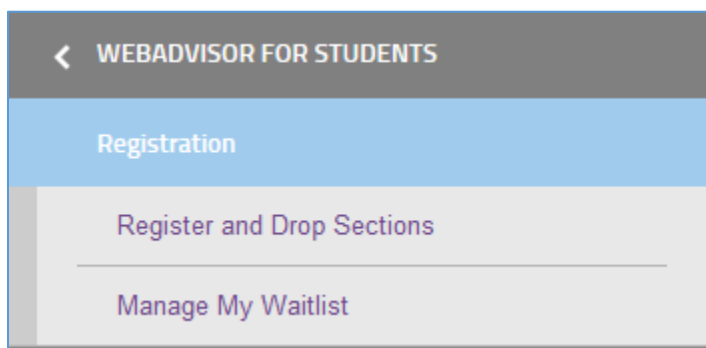 WEBADVISOR FOR STUDENTS
Registration
Register and Drop Sections
Manage My Waitlist